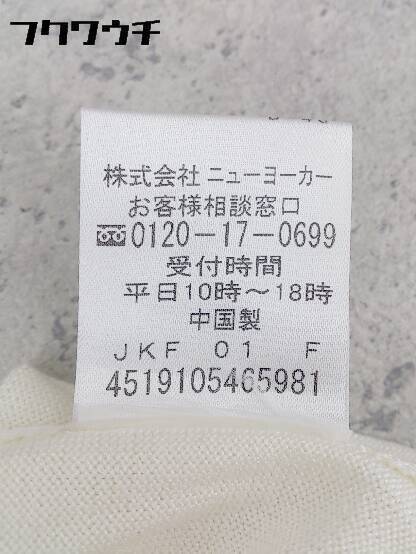 フクワウチ
株式会社 ニューヨーカー
お客様相談窓口
0120-17-0699
受付時間
平日10時～18時
中国製
JKF 01 F
4519105465981